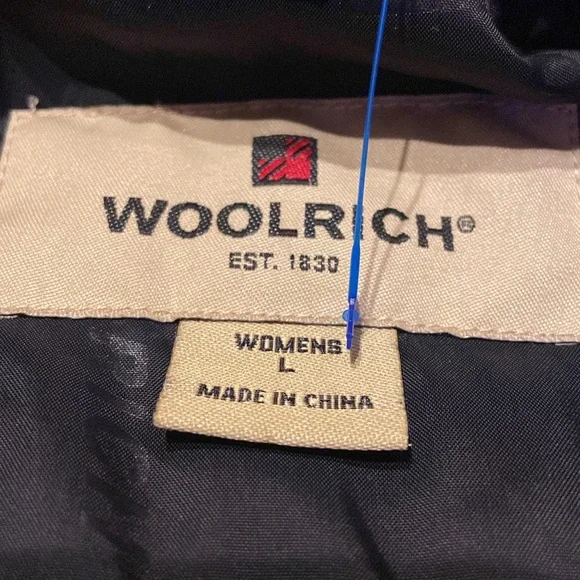 WOOLRICH®
EST. 1830
WOMENS
L
MADE IN CHINA